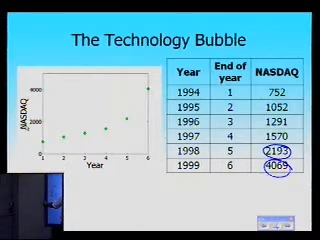 The Technology Bubble
NASDAQ
4000
2000
0
1 2 3 4 5 6
Year
Year End of year NASDAQ
1994 1 752
1995 2 1052
1996 3 1291
1997 4 1570
1998 5 2193
1999 6 4069